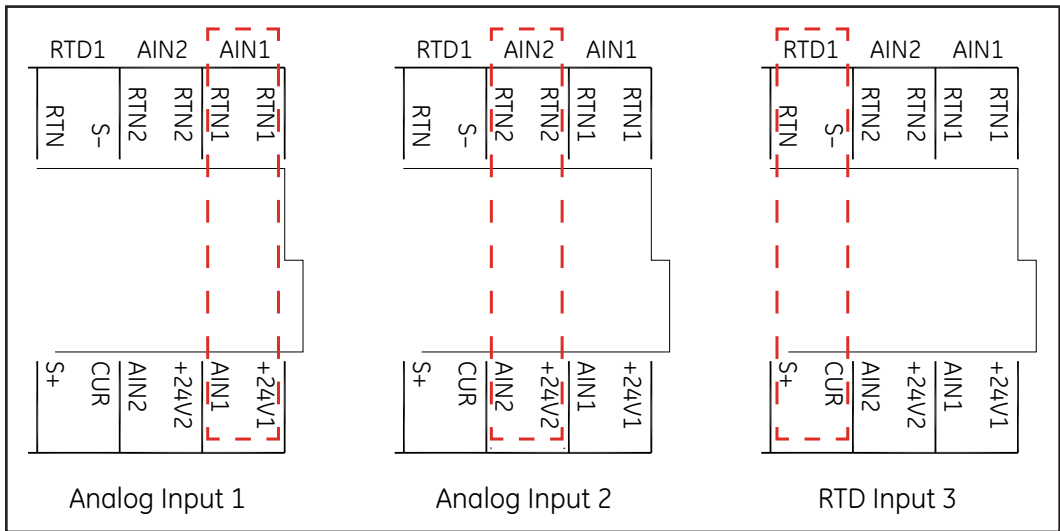 RTD1 AIN2 AIN1
RTN S- RTN2 RTN2 RTN1 RTN1
S+ CUR AIN2 +24V2 AIN1 +24V1
Analog Input 1
RTD1 AIN2 AIN1
RTN S- RTN2 RTN2 RTN1 RTN1
S+ CUR AIN2 +24V2 AIN1 +24V1
Analog Input 2
RTD1 AIN2 AIN1
RTN S- RTN2 RTN2 RTN1 RTN1
S+ CUR AIN2 +24V2 AIN1 +24V1
RTD Input 3